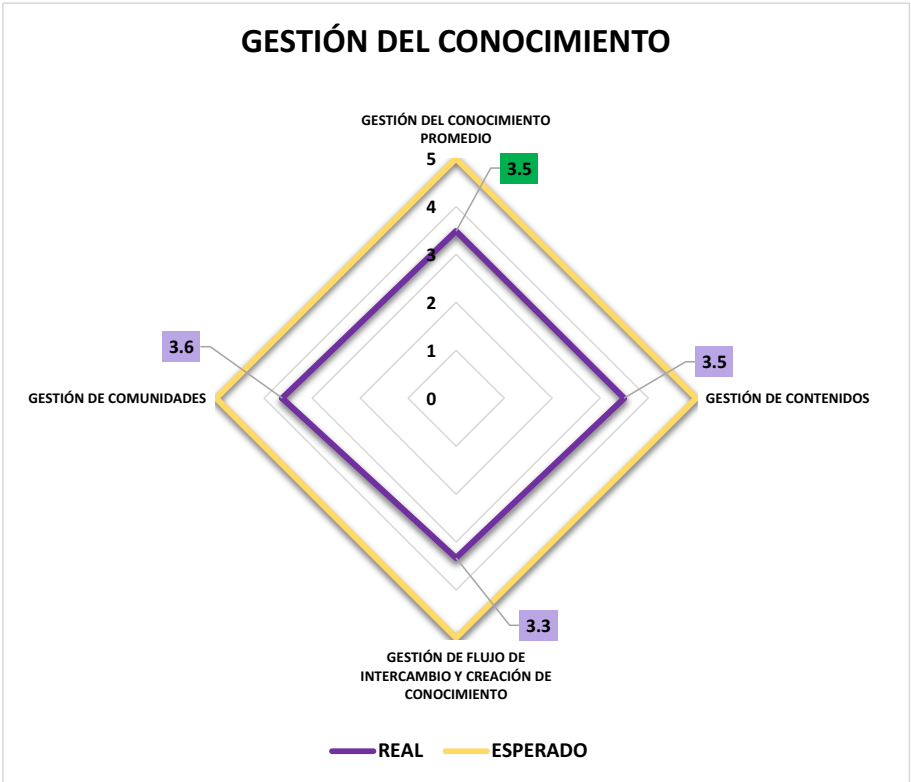 GESTIÓN DEL CONOCIMIENTO
GESTIÓN DEL CONOCIMIENTO
PROMEDIO
5
3.5
4
3
3.6
3.5
2
1
GESTIÓN DE COMUNIDADES
0
GESTIÓN DE CONTENIDOS
3.3
GESTIÓN DE FLUJO DE
INTERCAMBIO Y CREACIÓN DE
CONOCIMIENTO
REAL
ESPERADO